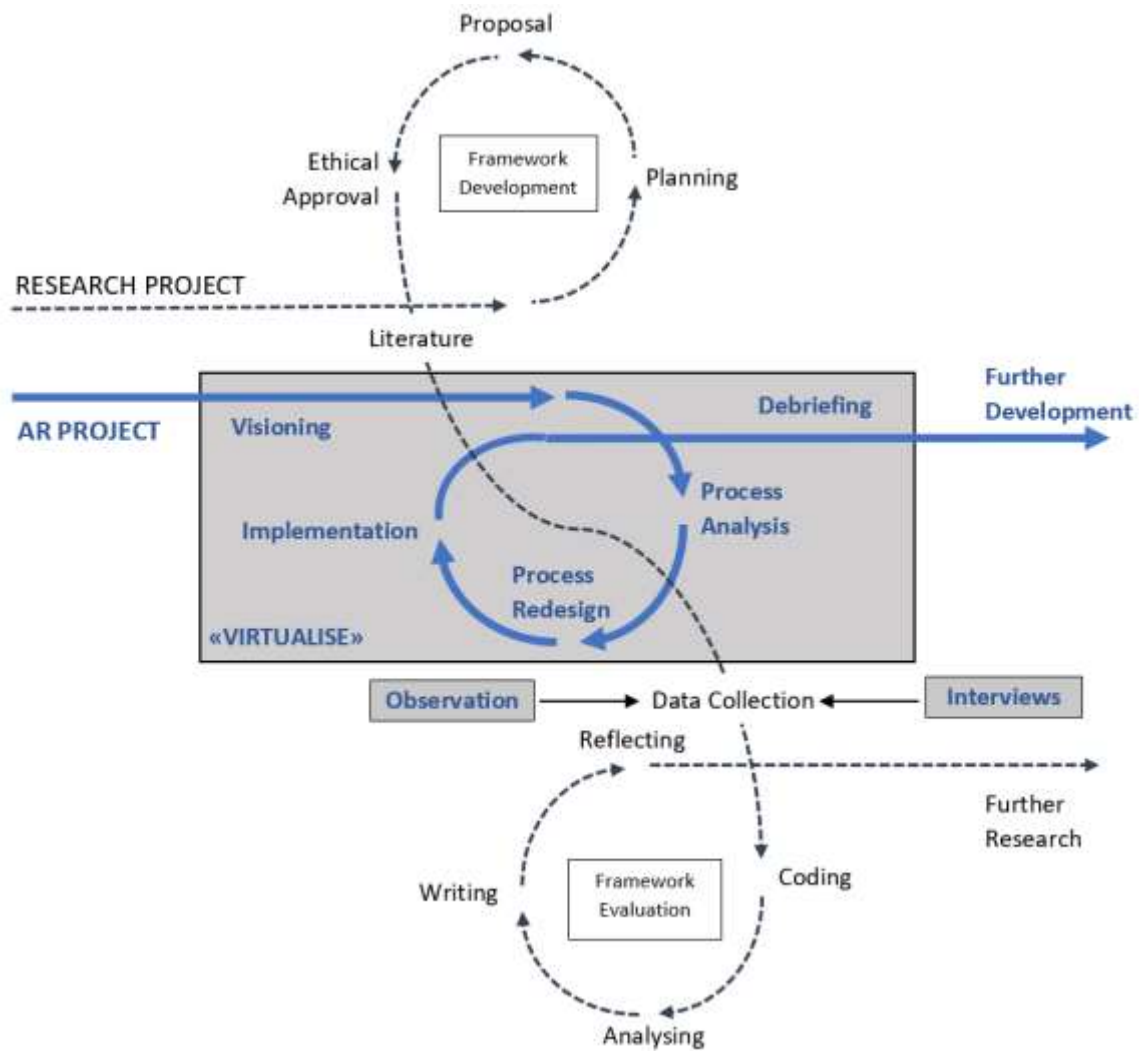 Proposal
Ethical
Approval
Framework
Development
Planning
RESEARCH PROJECT
Literature
Further
Development
AR PROJECT
Visioning
Debriefing
Process
Analysis
Implementation
Process
Redesign
«VIRTUALISE»
Observation
Data Collection
Interviews
Reflecting
Further
Research
Writing
Framework
Evaluation
Coding
Analysing